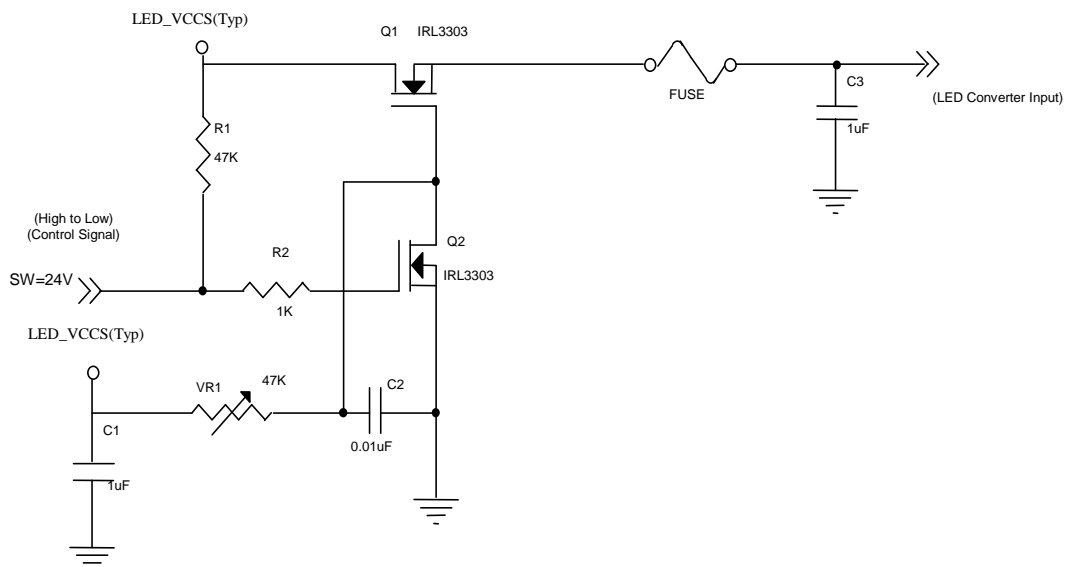 LED_VCCS(Typ)
Q1 IRL3303
FUSE
C3
1uF
(LED Converter Input)
R1
47K
(High to Low)
(Control Signal)
SW=24V
R2
1K
Q2
IRL3303
LED_VCCS(Typ)
VR1
47K
C2
0.01uF
C1
1uF